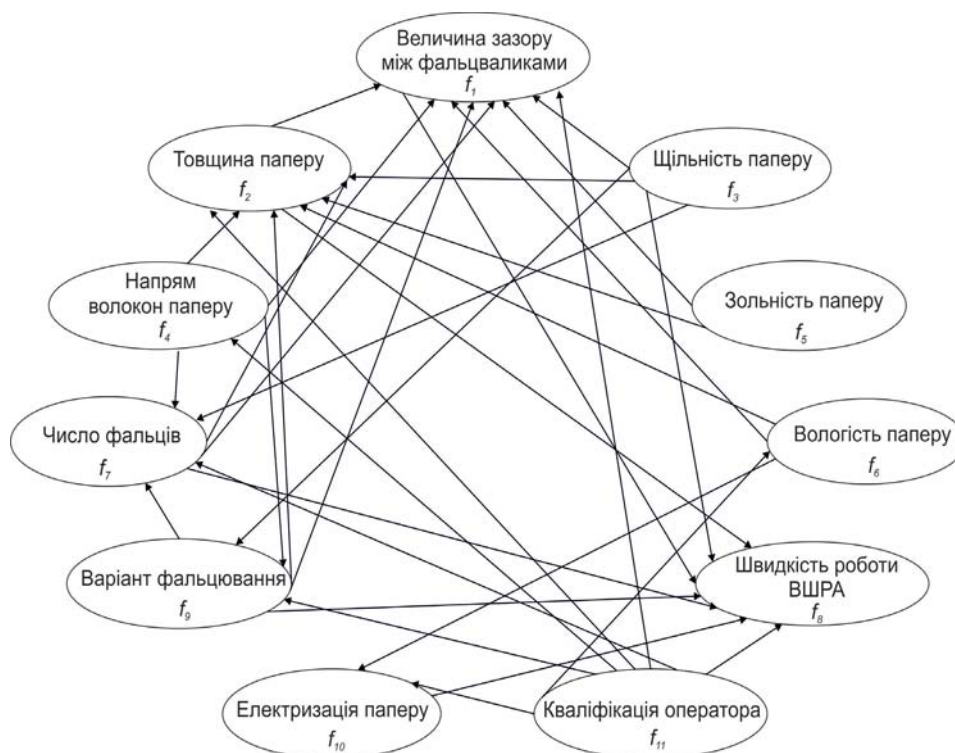 Величина зазору
між фальцваликами
f₁
Товщина паперу
f₂
Щільність паперу
f₃
Напрям
волокон паперу
f₄
Зольність паперу
f₅
Число фальців
f₇
Вологість паперу
f₆
Варіант фальцювання
f₉
Швидкість роботи
ВШРА
f₈
Електризація паперу
f₁₀
Кваліфікація оператора
f₁₁